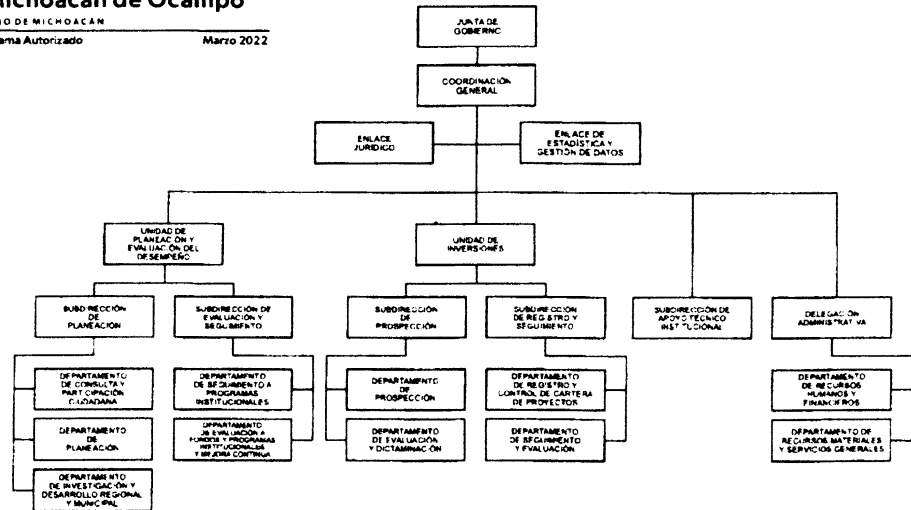 Michoacán de Ocampo
O DE MICHOACÁN
ama Autorizado Marzo 2022
JUNTA DE
GOBIERNO
COORDINACIÓN
GENERAL
ENLACE
JURÍDICO
ENLACE DE
ESTADÍSTICA Y
GESTIÓN DE DATOS
UNIDAD DE
PLANEACIÓN Y
EVALUACIÓN DEL
DESEMPEÑO
UNIDAD DE
INVERSIONES
SUBDIRECCIÓN
DE
PLANEACIÓN
SUBDIRECCIÓN DE
EVALUACIÓN Y
SEGUIMIENTO
SUBDIRECCIÓN
DE
PROSPECCIÓN
SUBDIRECCIÓN
DE REGISTRO Y
SEGUIMIENTO
SUBDIRECCIÓN DE
APOYO TÉCNICO
INSTITUCIONAL
DELEGACIÓN
ADMINISTRATIVA
DEPARTAMENTO
DE CONSULTA Y
PARTICIPACIÓN
CIUDADANA
DEPARTAMENTO
DE SEGUIMIENTO A
PROGRAMAS
INSTITUCIONALES
DEPARTAMENTO
DE
PROSPECCIÓN
DEPARTAMENTO
DE REGISTRO Y
CONTROL DE CARTERA
DE PROYECTOS
DEPARTAMENTO
DE RECURSOS
HUMANOS Y
FINANCIEROS
DEPARTAMENTO
DE
PLANEACIÓN
DEPARTAMENTO
DE EVALUACIÓN A
FONDOS Y PROGRAMAS
INSTITUCIONALES
Y MEJORA CONTINUA
DEPARTAMENTO
DE EVALUACIÓN
Y DICTAMINACIÓN
DEPARTAMENTO
DE SEGUIMIENTO
Y EVALUACIÓN
DEPARTAMENTO DE
RECURSOS MATERIALES
Y SERVICIOS GENERALES
DEPARTAMENTO
DE INVESTIGACIÓN Y
DESARROLLO REGIONAL
Y MUNICIPAL